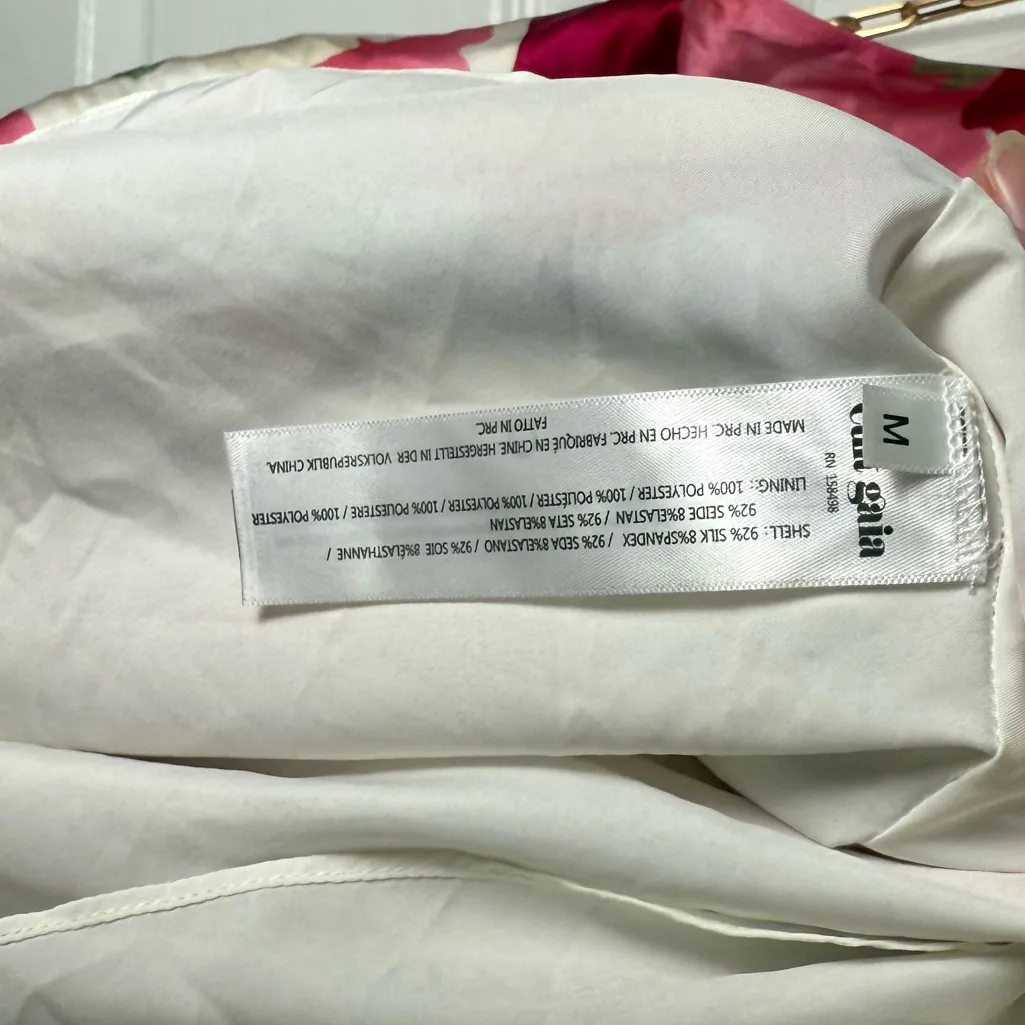 M
cult gaia
RN 158498
SHELL: 92% SILK 8%SPANDEX / 92% SEDA 8%ELASTANO / 92% SOIE 8%ÉLASTHANNE /
92% SEIDE 8%ELASTAN / 92% SETA 8%ELASTAN
LINING: 100% POLYESTER / 100% POLIÉSTER / 100% POLYESTER / 100% POLIESTERE / 100% POLYESTER
MADE IN PRC. HECHO EN PRC. FABRIQUÉ EN CHINE. HERGESTELLT IN DER VOLKSREPUBLIK CHINA.
FATTO IN PRC.